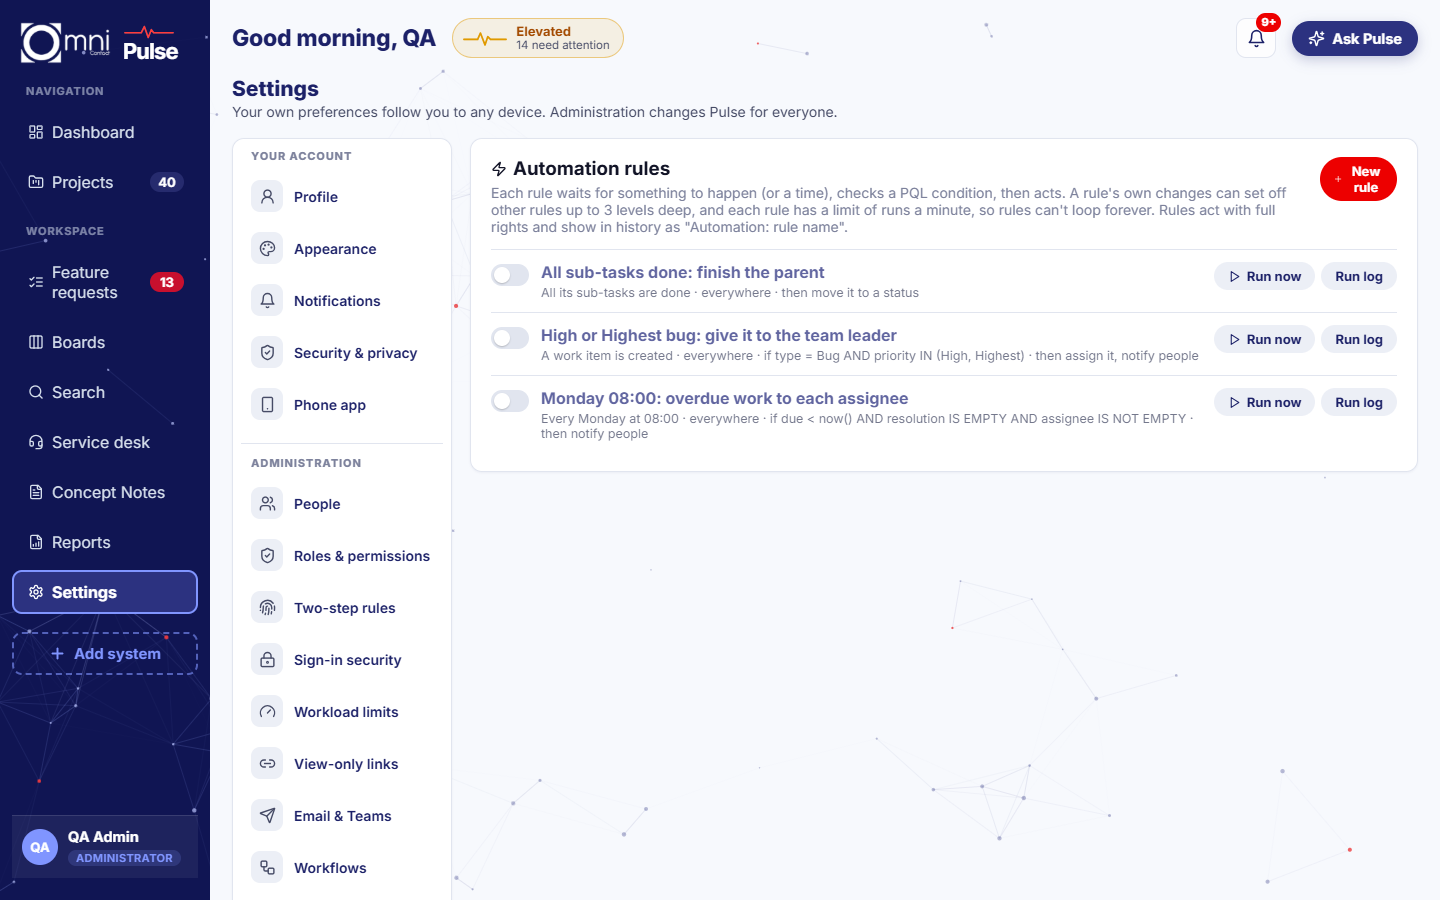 Omni
Contact
Pulse
NAVIGATION
Dashboard
Projects 40
WORKSPACE
Feature
requests 13
Boards
Search
Service desk
Concept Notes
Reports
Settings
+ Add system
QA
QA Admin
ADMINISTRATOR
Good morning, QA
Elevated
14 need attention
9+
Ask Pulse
Settings
Your own preferences follow you to any device. Administration changes Pulse for everyone.
YOUR ACCOUNT
Profile
Appearance
Notifications
Security & privacy
Phone app
ADMINISTRATION
People
Roles & permissions
Two-step rules
Sign-in security
Workload limits
View-only links
Email & Teams
Workflows
Automation rules
Each rule waits for something to happen (or a time), checks a PQL condition, then acts. A rule's own changes can set off
other rules up to 3 levels deep, and each rule has a limit of runs a minute, so rules can't loop forever. Rules act with full
rights and show in history as "Automation: rule name".
+ New
rule
All sub-tasks done: finish the parent
All its sub-tasks are done · everywhere · then move it to a status
Run now
Run log
High or Highest bug: give it to the team leader
A work item is created · everywhere · if type = Bug AND priority IN (High, Highest) · then assign it, notify people
Run now
Run log
Monday 08:00: overdue work to each assignee
Every Monday at 08:00 · everywhere · if due < now() AND resolution IS EMPTY AND assignee IS NOT EMPTY ·
then notify people
Run now
Run log